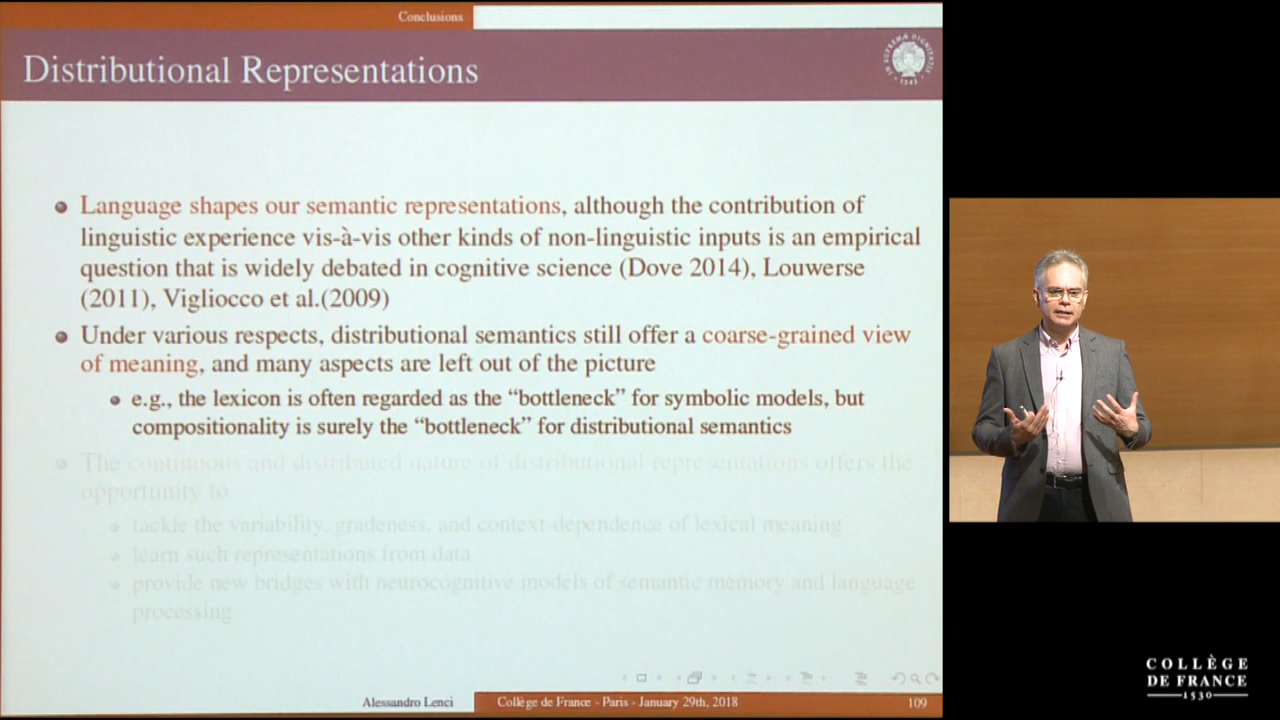 Conclusions
Distributional Representations
IN SUPREMA DIGNITATIS
1343
Language shapes our semantic representations, although the contribution of
linguistic experience vis-à-vis other kinds of non-linguistic inputs is an empirical
question that is widely debated in cognitive science (Dove 2014), Louwerse
(2011), Vigliocco et al.(2009)
Under various respects, distributional semantics still offer a coarse-grained view
of meaning, and many aspects are left out of the picture
e.g., the lexicon is often regarded as the “bottleneck” for symbolic models, but
compositionality is surely the “bottleneck” for distributional semantics
The continuous and distributed nature of distributional representations offers the
opportunity to
tackle the variability, gradeness, and context-dependence of lexical meaning
learn such representations from data
provide new bridges with neurocognitive models of semantic memory and language
processing
Alessandro Lenci
Collège de France - Paris - January 29th, 2018
109
COLLÈGE
DE FRANCE
1530